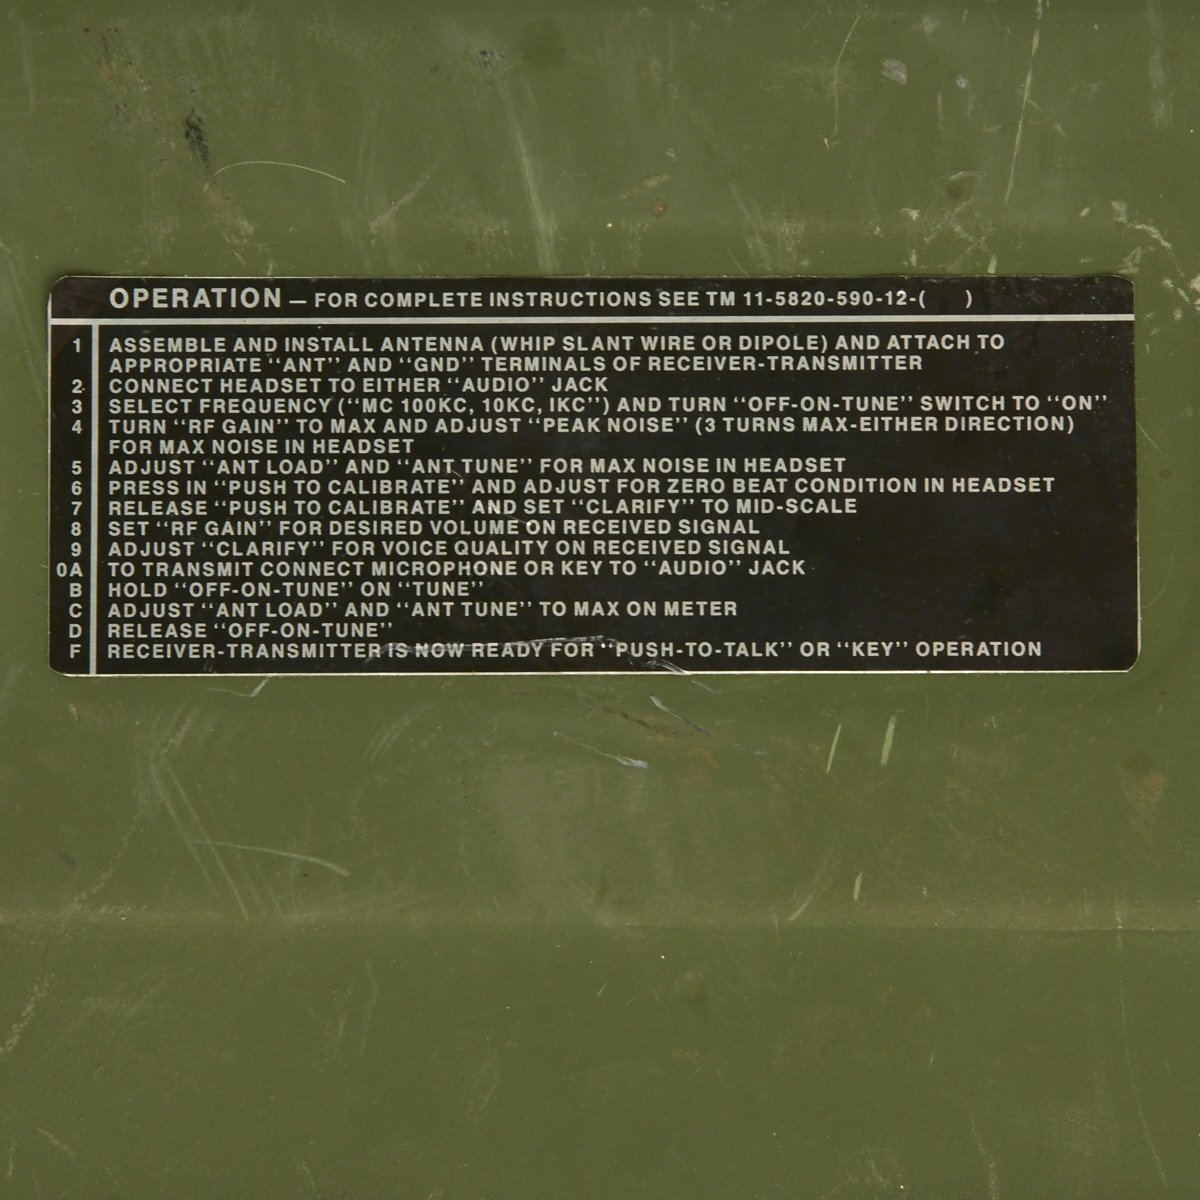 OPERATION — FOR COMPLETE INSTRUCTIONS SEE TM 11-5820-590-12-( )
1 ASSEMBLE AND INSTALL ANTENNA (WHIP SLANT WIRE OR DIPOLE) AND ATTACH TO
APPROPRIATE “ANT” AND “GND” TERMINALS OF RECEIVER-TRANSMITTER
2 CONNECT HEADSET TO EITHER “AUDIO” JACK
3 SELECT FREQUENCY (“MC 100KC, 10KC, IKC”) AND TURN “OFF-ON-TUNE” SWITCH TO “ON”
4 TURN “RF GAIN” TO MAX AND ADJUST “PEAK NOISE” (3 TURNS MAX-EITHER DIRECTION)
FOR MAX NOISE IN HEADSET
5 ADJUST “ANT LOAD” AND “ANT TUNE” FOR MAX NOISE IN HEADSET
6 PRESS IN “PUSH TO CALIBRATE” AND ADJUST FOR ZERO BEAT CONDITION IN HEADSET
7 RELEASE “PUSH TO CALIBRATE” AND SET “CLARIFY” TO MID-SCALE
8 SET “RF GAIN” FOR DESIRED VOLUME ON RECEIVED SIGNAL
9 ADJUST “CLARIFY” FOR VOICE QUALITY ON RECEIVED SIGNAL
0A TO TRANSMIT CONNECT MICROPHONE OR KEY TO “AUDIO” JACK
B HOLD “OFF-ON-TUNE” ON “TUNE”
C ADJUST “ANT LOAD” AND “ANT TUNE” TO MAX ON METER
D RELEASE “OFF-ON-TUNE”
F RECEIVER-TRANSMITTER IS NOW READY FOR “PUSH-TO-TALK” OR “KEY” OPERATION